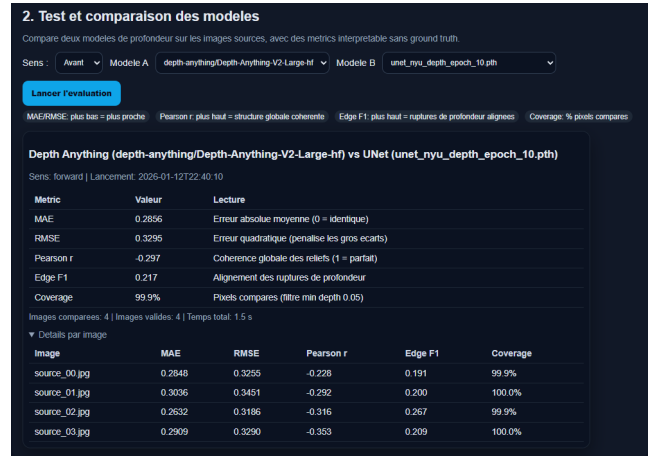 2. Test et comparaison des modeles
Compare deux modeles de profondeur sur les images sources, avec des metrics interpretable sans ground truth.
Sens : Avant Modele A depth-anything/Depth-Anything-V2-Large-hf Modele B unet_nyu_depth_epoch_10.pth
Lancer l'evaluation
MAE/RMSE: plus bas = plus proche Pearson r: plus haut = structure globale coherente Edge F1: plus haut = ruptures de profondeur alignees Coverage: % pixels compares
Depth Anything (depth-anything/Depth-Anything-V2-Large-hf) vs UNet (unet_nyu_depth_epoch_10.pth)
Sens: forward | Lancement: 2026-01-12T22:40:10
Metric Valeur Lecture
MAE 0.2856 Erreur absolue moyenne (0 = identique)
RMSE 0.3295 Erreur quadratique (penalise les gros ecarts)
Pearson r -0.297 Coherence globale des reliefs (1 = parfait)
Edge F1 0.217 Alignement des ruptures de profondeur
Coverage 99.9% Pixels compares (filtre min depth 0.05)
Images comparees: 4 | Images valides: 4 | Temps total: 1.5 s
▼ Details par image
Image MAE RMSE Pearson r Edge F1 Coverage
source_00.jpg 0.2848 0.3255 -0.228 0.191 99.9%
source_01.jpg 0.3036 0.3451 -0.292 0.200 100.0%
source_02.jpg 0.2632 0.3186 -0.316 0.267 99.9%
source_03.jpg 0.2909 0.3290 -0.353 0.209 100.0%